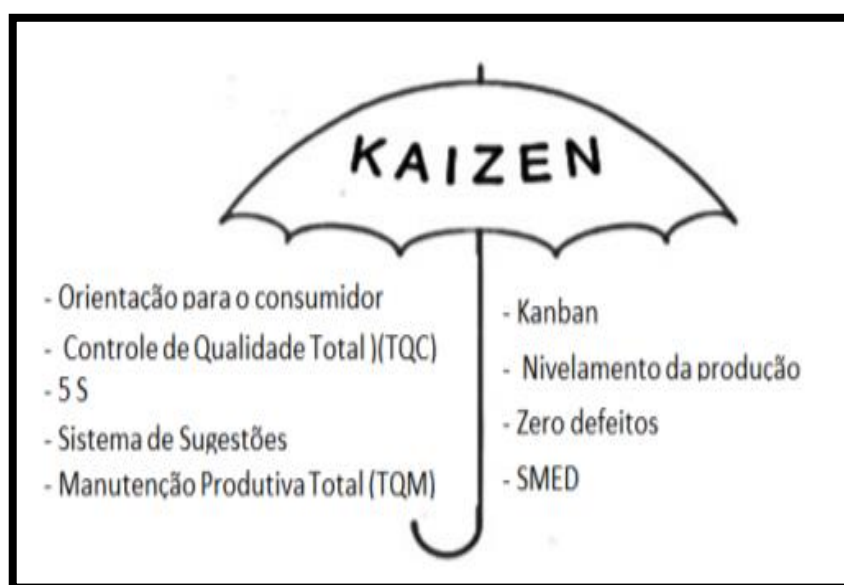 KAIZEN
- Orientação para o consumidor
- Controle de Qualidade Total )(TQC)
- 5 S
- Sistema de Sugestões
- Manutenção Produtiva Total (TQM)
- Kanban
- Nivelamento da produção
- Zero defeitos
- SMED